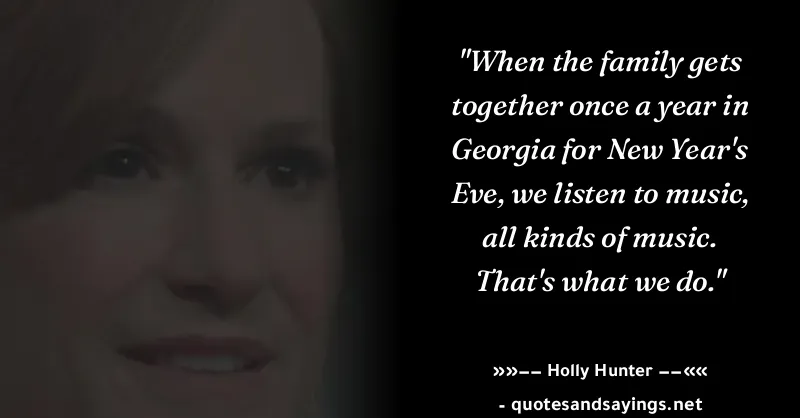 "When the family gets
together once a year in
Georgia for New Year's
Eve, we listen to music,
all kinds of music.
That's what we do."
»»−− Holly Hunter −−««
- quotesandsayings.net